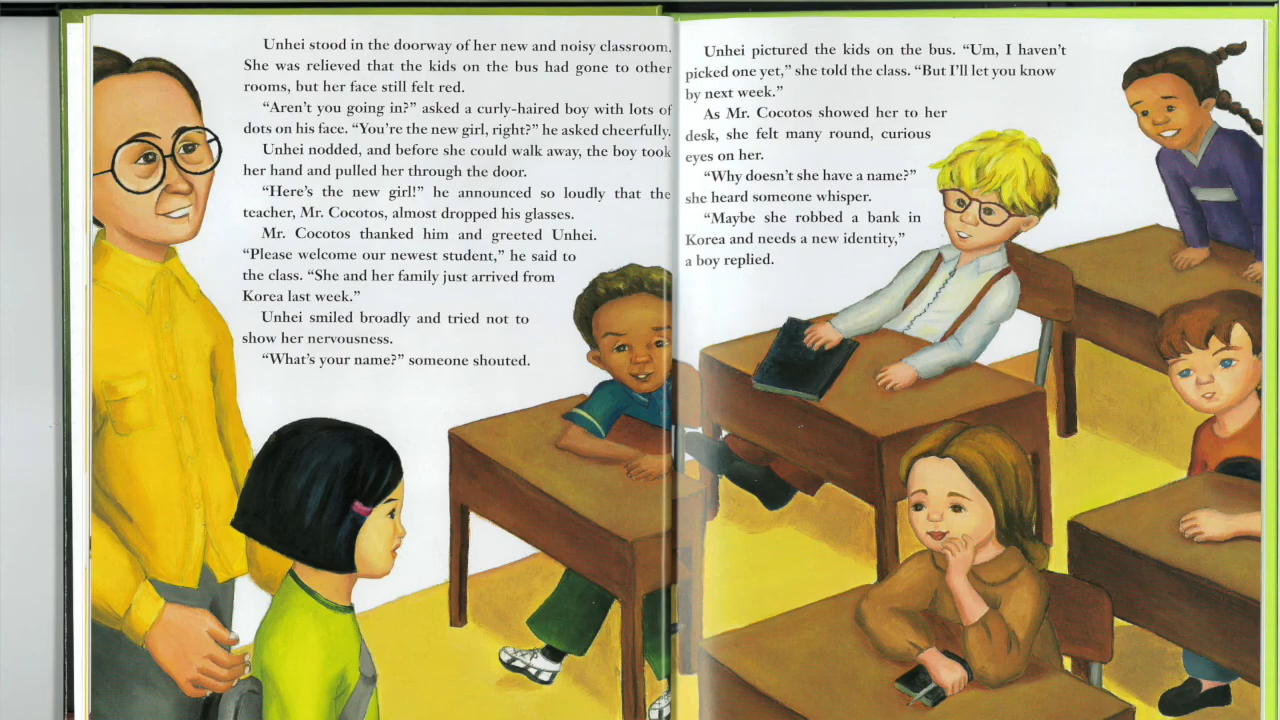 Unhei stood in the doorway of her new and noisy classroom.
She was relieved that the kids on the bus had gone to other
rooms, but her face still felt red.
“Aren’t you going in?” asked a curly-haired boy with lots of
dots on his face. “You’re the new girl, right?” he asked cheerfully.
Unhei nodded, and before she could walk away, the boy took
her hand and pulled her through the door.
“Here’s the new girl!” he announced so loudly that the
teacher, Mr. Cocotos, almost dropped his glasses.
Mr. Cocotos thanked him and greeted Unhei.
“Please welcome our newest student,” he said to
the class. “She and her family just arrived from
Korea last week.”
Unhei smiled broadly and tried not to
show her nervousness.
“What’s your name?” someone shouted.
Unhei pictured the kids on the bus. “Um, I haven’t
picked one yet,” she told the class. “But I’ll let you know
by next week.”
As Mr. Cocotos showed her to her
desk, she felt many round, curious
eyes on her.
“Why doesn’t she have a name?”
she heard someone whisper.
“Maybe she robbed a bank in
Korea and needs a new identity,”
a boy replied.